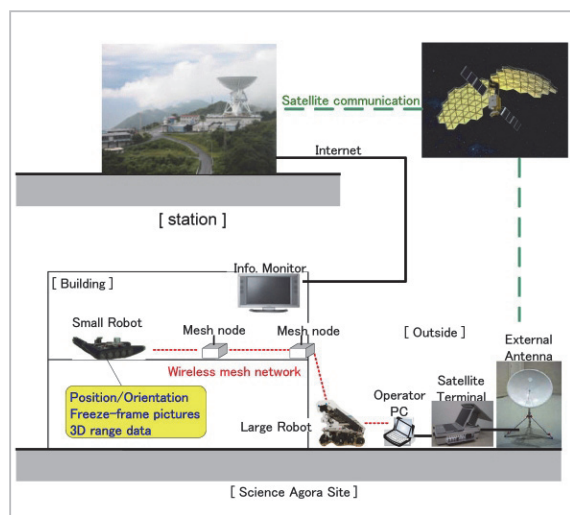 Satellite communication
Internet
[ station ]
Info. Monitor
[ Building ]
Small Robot
Mesh node
Mesh node
[ Outside ]
External
Antenna
Wireless mesh network
Position/Orientation
Freeze-frame pictures
3D range data
Large Robot
Operator
PC
Satellite
Terminal
[ Science Agora Site ]